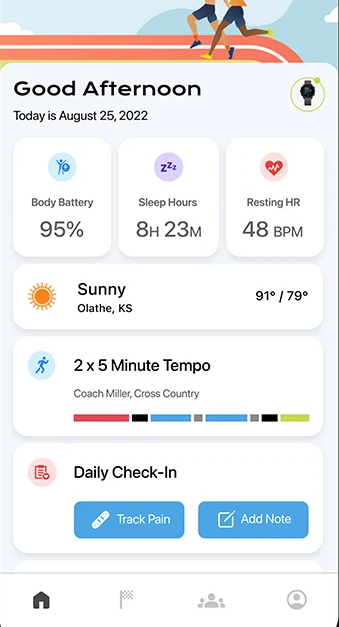 Good Afternoon
Today is August 25, 2022
Body Battery
95%
Sleep Hours
8H 23M
Resting HR
48 BPM
Sunny
Olathe, KS
91° / 79°
2 x 5 Minute Tempo
Coach Miller, Cross Country
Daily Check-In
Track Pain
Add Note